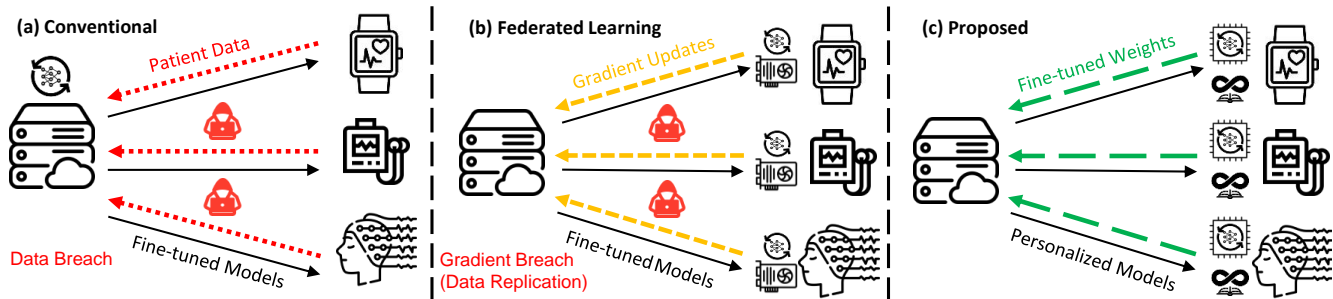 (a) Conventional
Patient Data
Fine-tuned Models
Data Breach
(b) Federated Learning
Gradient Updates
Fine-tuned Models
Gradient Breach
(Data Replication)
(c) Proposed
Fine-tuned Weights
Personalized Models